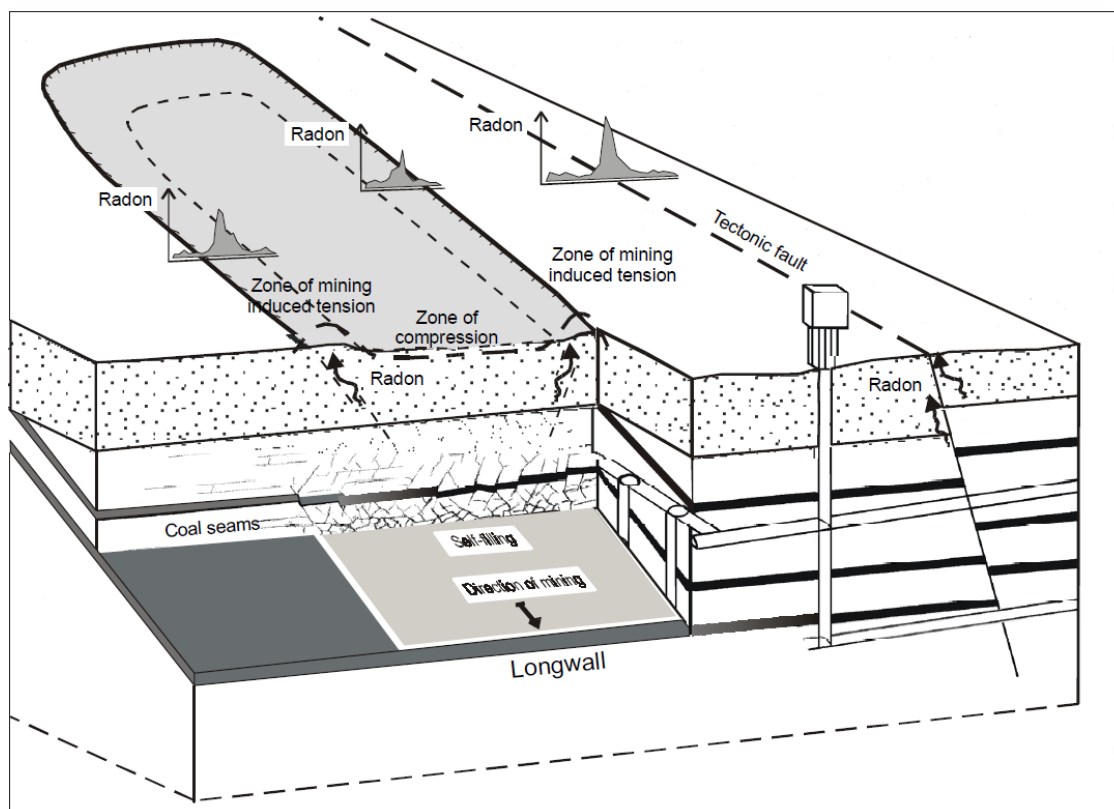 Radon
Radon
Radon
Tectonic fault
Zone of mining
induced tension
Zone of mining
induced tension
Zone of
compression
Radon
Radon
Coal seams
Self-filling
Direction of mining
Longwall